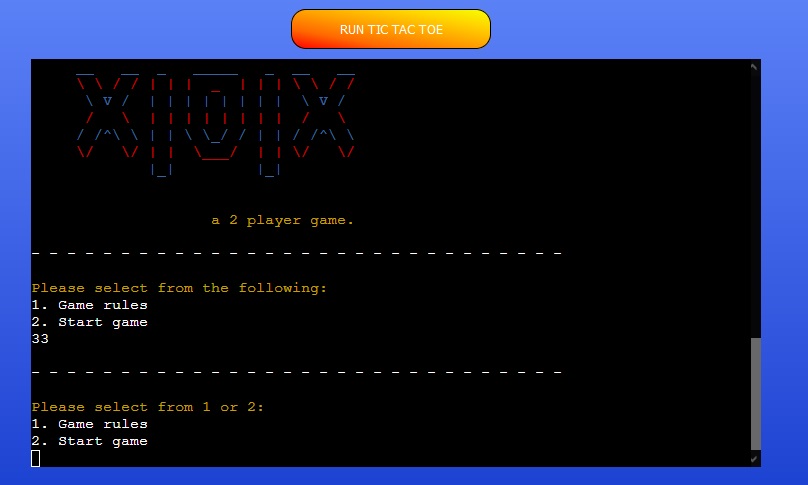 RUN TIC TAC TOE
X|O|X
a 2 player game.
_ _ _ _ _ _ _ _ _ _ _ _ _ _ _ _ _ _ _ _ _ _ _ _ _ _ _ _ _ _
Please select from the following:
1. Game rules
2. Start game
33
_ _ _ _ _ _ _ _ _ _ _ _ _ _ _ _ _ _ _ _ _ _ _ _ _ _ _ _ _ _
Please select from 1 or 2:
1. Game rules
2. Start game